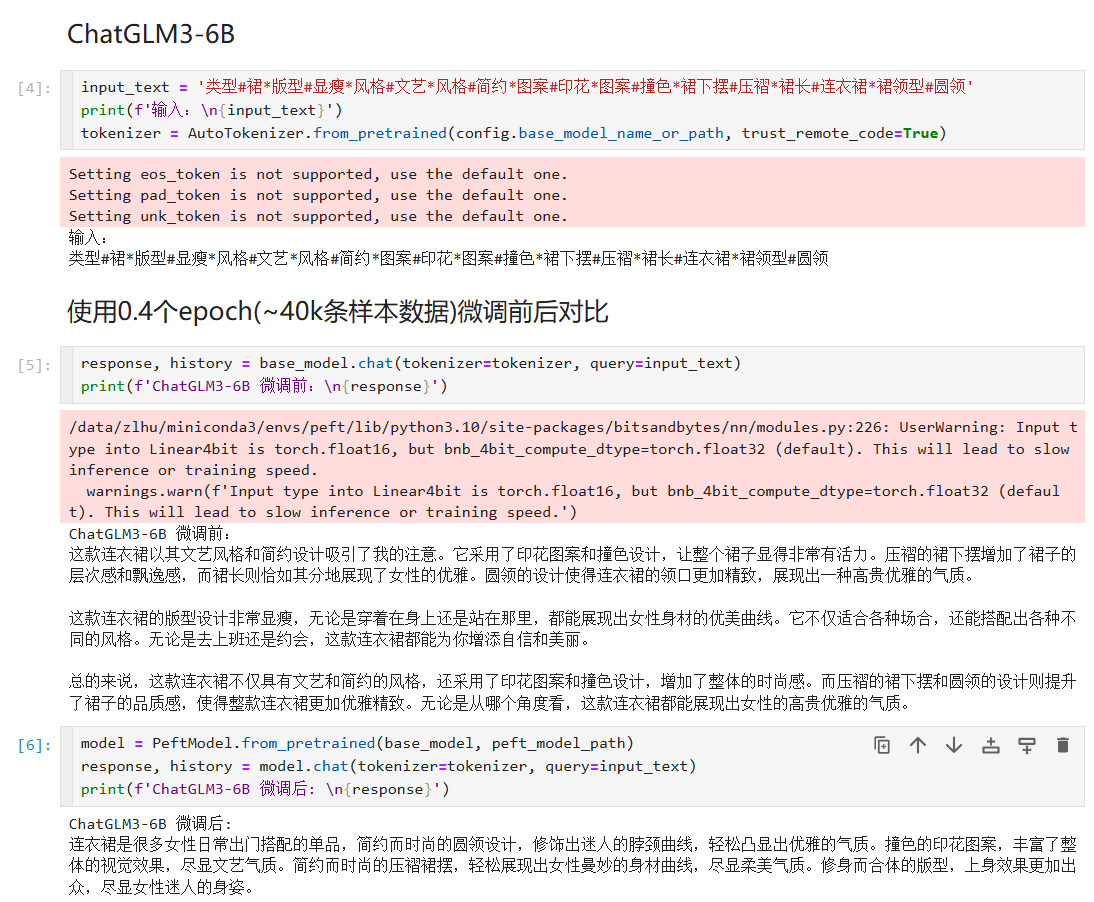 ChatGLM3-6B
[4]:
input_text = '类型#裙*版型#显瘦*风格#文艺*风格#简约*图案#印花*图案#撞色*裙下摆#压褶*裙长#连衣裙*裙领型#圆领'
print(f'输入：\n{input_text}')
tokenizer = AutoTokenizer.from_pretrained(config.base_model_name_or_path, trust_remote_code=True)
Setting eos_token is not supported, use the default one.
Setting pad_token is not supported, use the default one.
Setting unk_token is not supported, use the default one.
输入：
类型#裙*版型#显瘦*风格#文艺*风格#简约*图案#印花*图案#撞色*裙下摆#压褶*裙长#连衣裙*裙领型#圆领
使用0.4个epoch(~40k条样本数据)微调前后对比
[5]:
response, history = base_model.chat(tokenizer=tokenizer, query=input_text)
print(f'ChatGLM3-6B 微调前：\n{response}')
/data/zlhu/miniconda3/envs/peft/lib/python3.10/site-packages/bitsandbytes/nn/modules.py:226: UserWarning: Input t
ype into Linear4bit is torch.float16, but bnb_4bit_compute_dtype=torch.float32 (default). This will lead to slow
inference or training speed.
warnings.warn(f'Input type into Linear4bit is torch.float16, but bnb_4bit_compute_dtype=torch.float32 (defaul
t). This will lead to slow inference or training speed.')
ChatGLM3-6B 微调前：
这款连衣裙以其文艺风格和简约设计吸引了我的注意。它采用了印花图案和撞色设计，让整个裙子显得非常有活力。压褶的裙下摆增加了裙子的
层次感和飘逸感，而裙长则恰如其分地展现了女性的优雅。圆领的设计使得连衣裙的领口更加精致，展现出一种高贵优雅的气质。
这款连衣裙的版型设计非常显瘦，无论是穿着在身上还是站在那里，都能展现出女性身材的优美曲线。它不仅适合各种场合，还能搭配出各种不
同的风格。无论是去上班还是约会，这款连衣裙都能为你增添自信和美丽。
总的来说，这款连衣裙不仅具有文艺和简约的风格，还采用了印花图案和撞色设计，增加了整体的时尚感。而压褶的裙下摆和圆领的设计则提升
了裙子的品质感，使得整款连衣裙更加优雅精致。无论是从哪个角度看，这款连衣裙都能展现出女性的高贵优雅的气质。
[6]:
model = PeftModel.from_pretrained(base_model, peft_model_path)
response, history = model.chat(tokenizer=tokenizer, query=input_text)
print(f'ChatGLM3-6B 微调后: \n{response}')
ChatGLM3-6B 微调后:
连衣裙是很多女性日常出门搭配的单品，简约而时尚的圆领设计，修饰出迷人的脖颈曲线，轻松凸显出优雅的气质。撞色的印花图案，丰富了整
体的视觉效果，尽显文艺气质。简约而时尚的压褶裙摆，轻松展现出女性曼妙的身材曲线，尽显柔美气质。修身而合体的版型，上身效果更加出
众，尽显女性迷人的身姿。